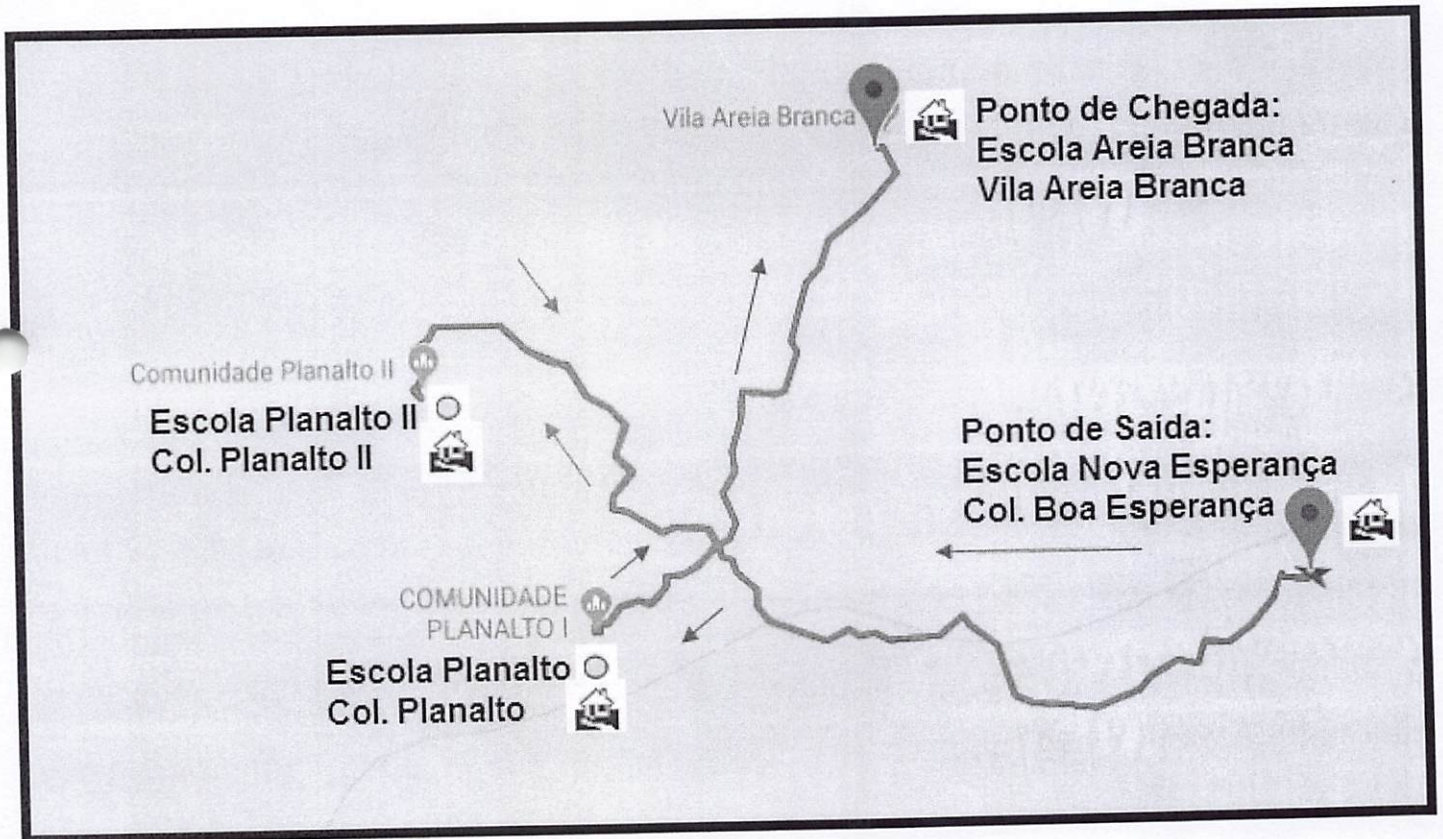 Vila Areia Branca
Ponto de Chegada:
Escola Areia Branca
Vila Areia Branca
Comunidade Planalto II
Escola Planalto II
Col. Planalto II
Ponto de Saída:
Escola Nova Esperança
Col. Boa Esperança
COMUNIDADE
PLANALTO I
Escola Planalto
Col. Planalto